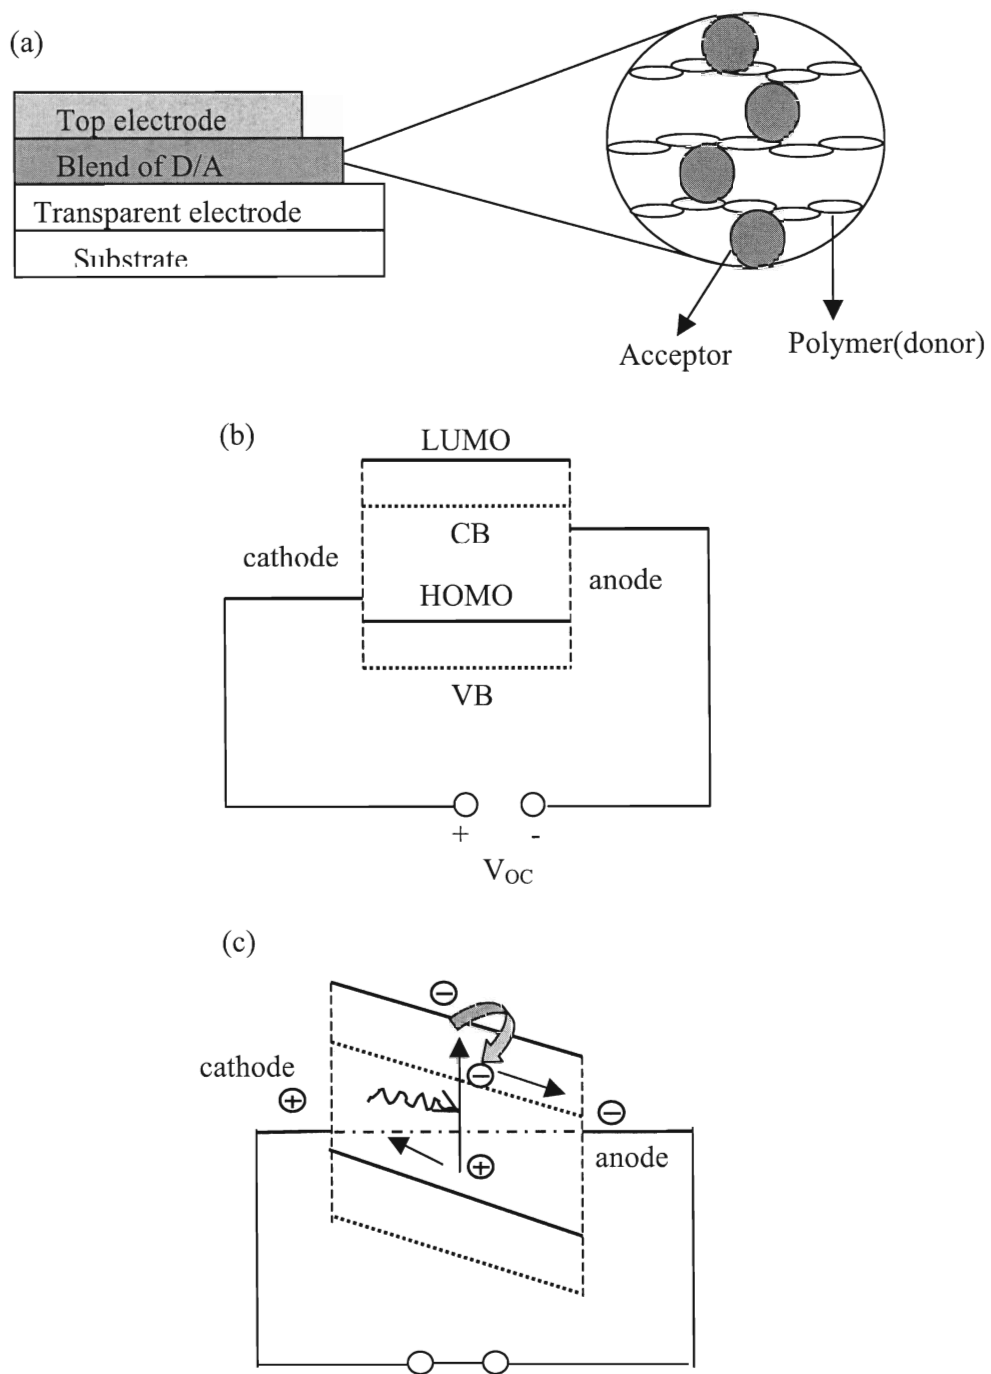 (a)
Top electrode
Blend of D/A
Transparent electrode
Substrate
Acceptor
Polymer(donor)
(b)
LUMO
CB
cathode
anode
HOMO
VB
+ -
VOC
(c)
−
cathode
−
+
−
+
anode